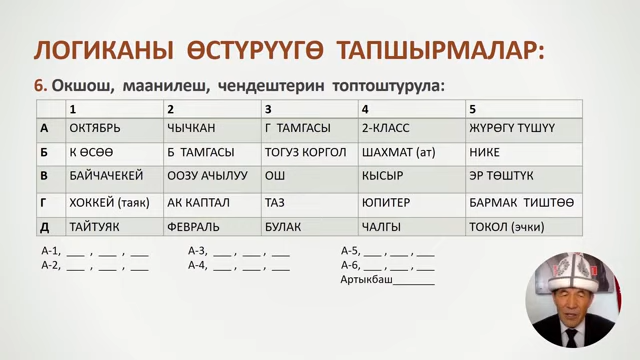 ЛОГИКАНЫ ӨСТҮРҮҮГӨ ТАПШЫРМАЛАР:
6. Окшош, маанилеш, чендештерин топтоштурула:
1 2 3 4 5
А ОКТЯБРЬ ЧЫЧКАН Г ТАМГАСЫ 2-КЛАСС ЖҮРӨГҮ ТҮШҮҮ
Б К ӨСӨӨ Б ТАМГАСЫ ТОГУЗ КОРГОЛ ШАХМАТ (ат) НИКЕ
В БАЙЧАЧЕКЕЙ ООЗУ АЧЫЛУУ ОШ КЫСЫР ЭР ТӨШТҮК
Г ХОККЕЙ (таяк) АК КАПТАЛ ТАЗ ЮПИТЕР БАРМАК ТИШТӨӨ
Д ТАЙТУЯК ФЕВРАЛЬ БУЛАК ЧАЛГЫ ТОКОЛ (эчки)
А-1, ___ , ___ , ___ А-3, ___ , ___ , ___ А-5, ___ , ___ , ___
А-2, ___ , ___ , ___ А-4, ___ , ___ , ___ А-6, ___ , ___ , ___
Артыкбаш_______